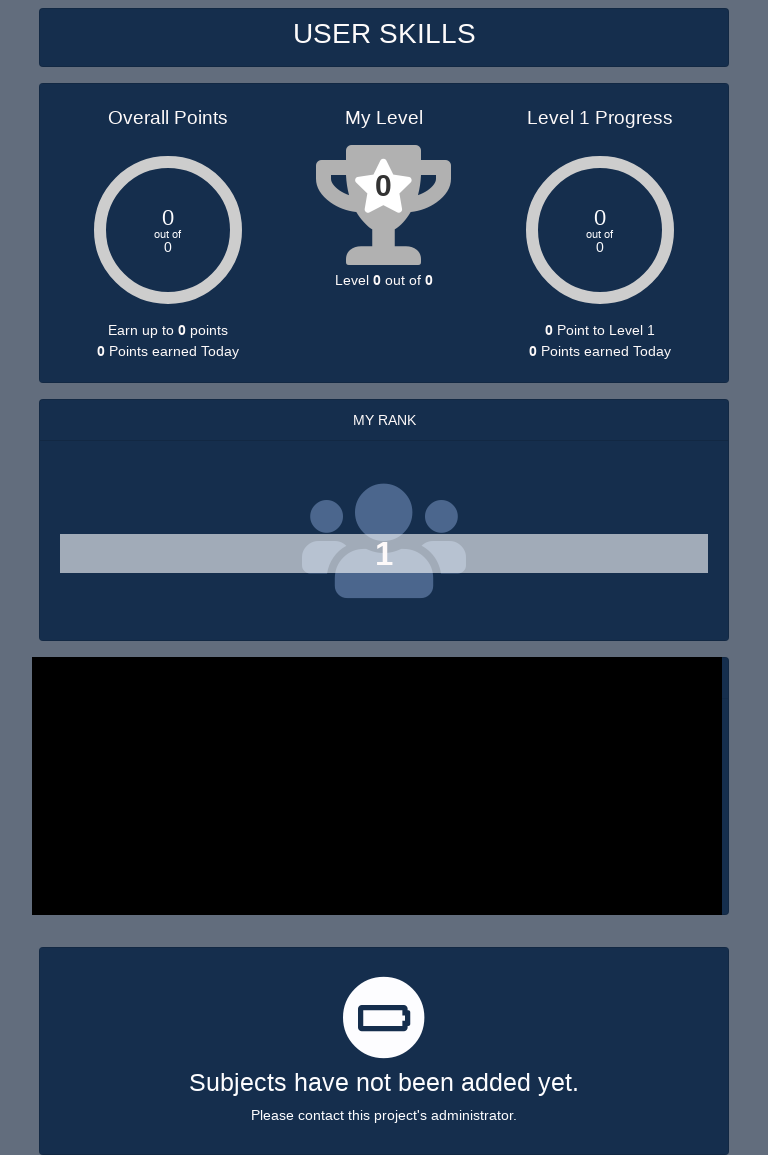 USER SKILLS
Overall Points
0
out of
0
Earn up to 0 points
0 Points earned Today
My Level
0
Level 0 out of 0
Level 1 Progress
0
out of
0
0 Point to Level 1
0 Points earned Today
MY RANK
1
Subjects have not been added yet.
Please contact this project's administrator.